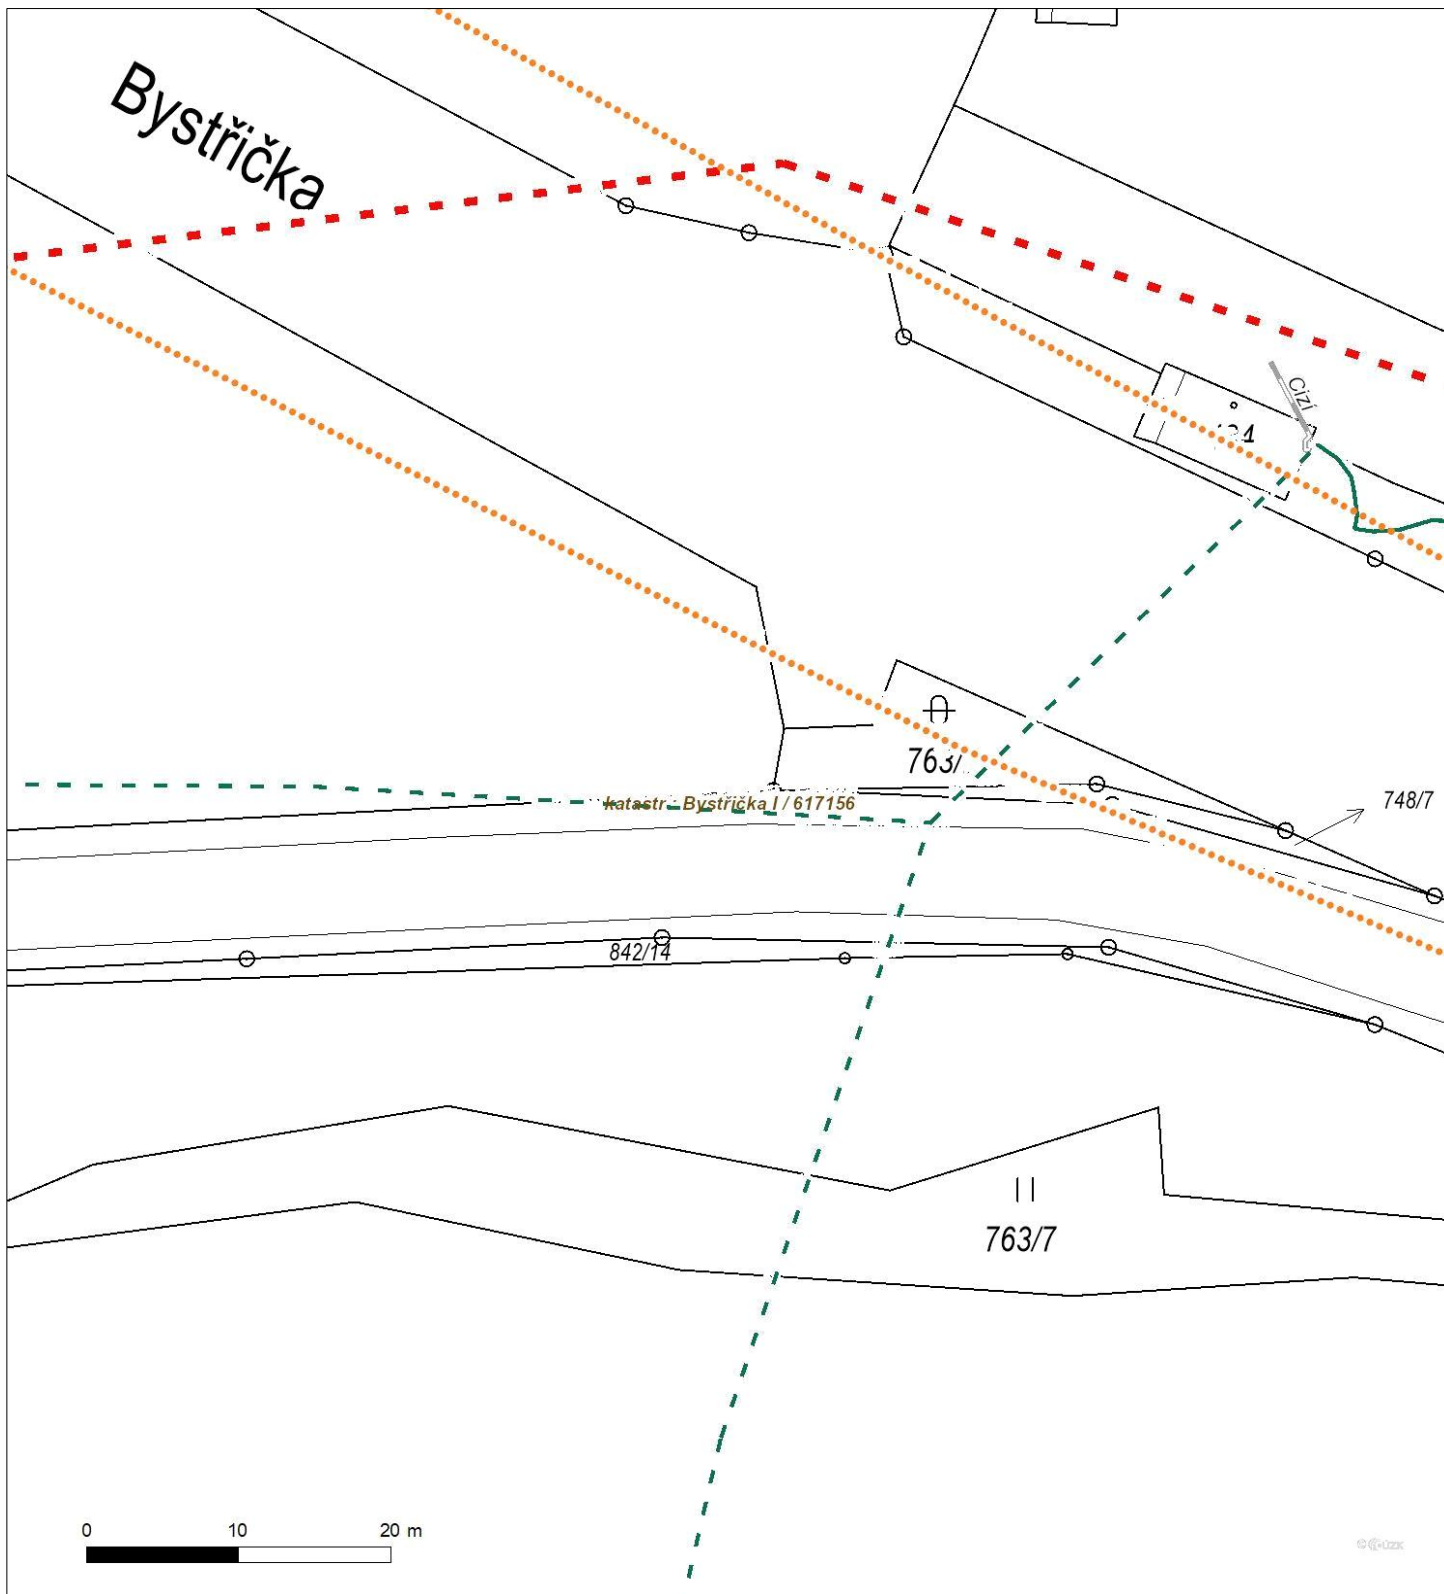 Bystřička
Cizí
763/
katastr - Bystřička I / 617156
748/7
842/14
763/7
0 10 20 m